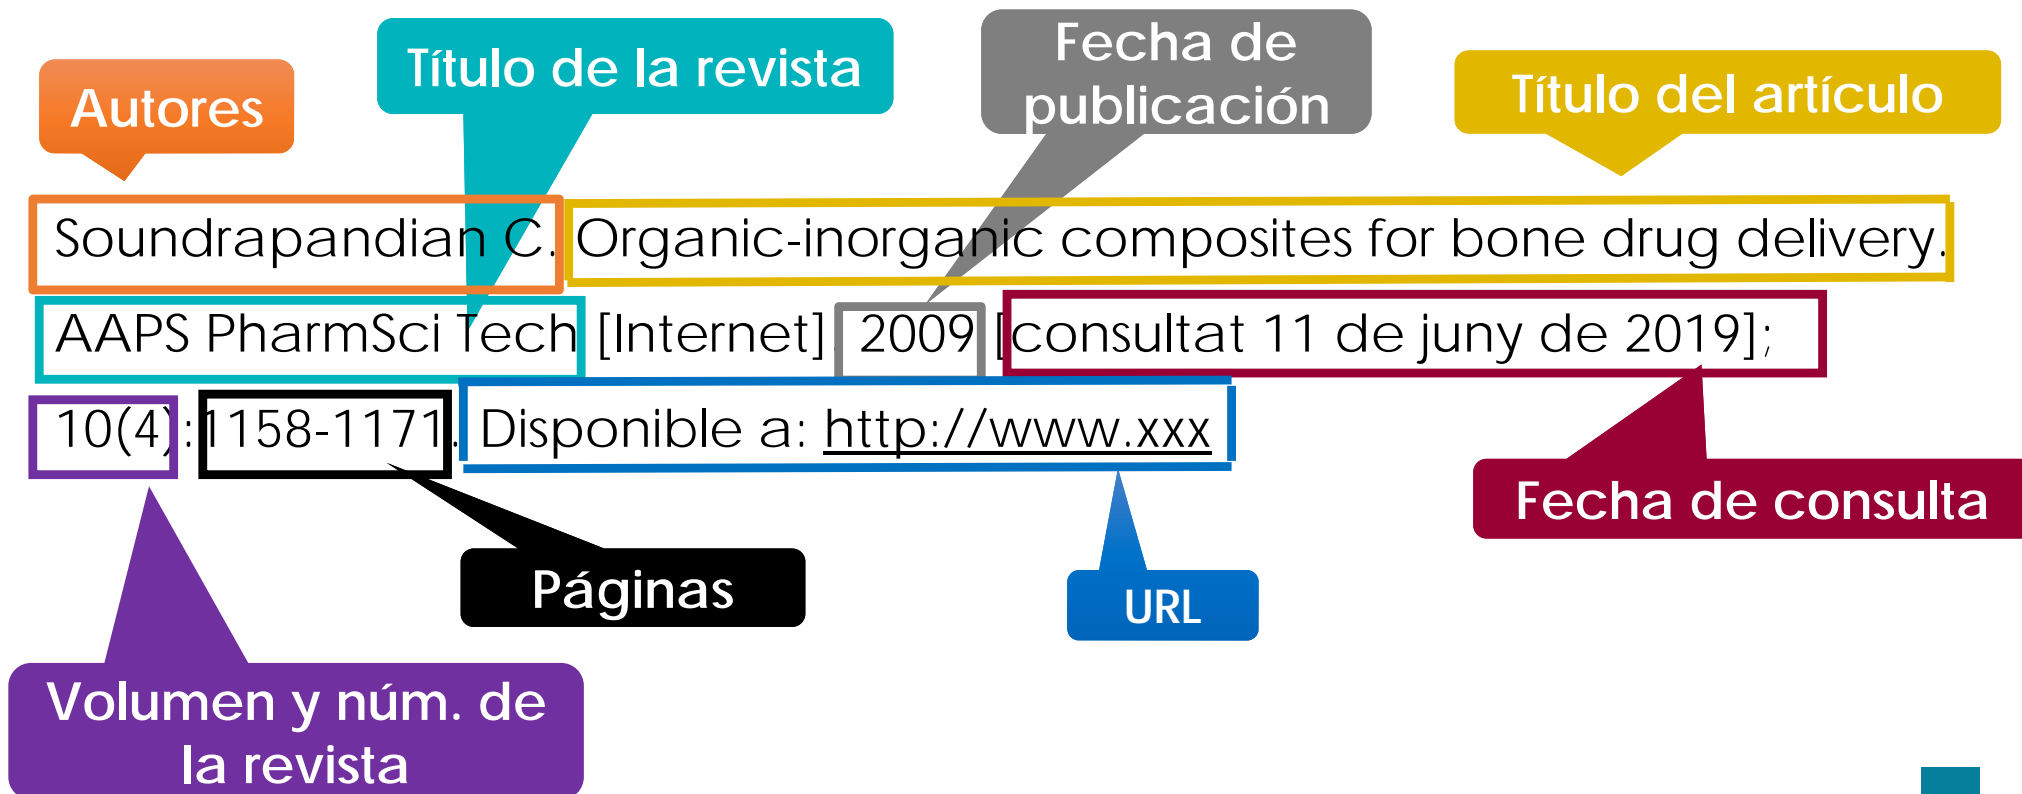 Autores
Título de la revista
Fecha de
publicación
Título del artículo
Soundrapandian C. Organic-inorganic composites for bone drug delivery.
AAPS PharmSci Tech [Internet] 2009 [consultat 11 de juny de 2019];
10(4):1158-1171. Disponible a: http://www.xxx
Fecha de consulta
Páginas
URL
Volumen y núm. de
la revista